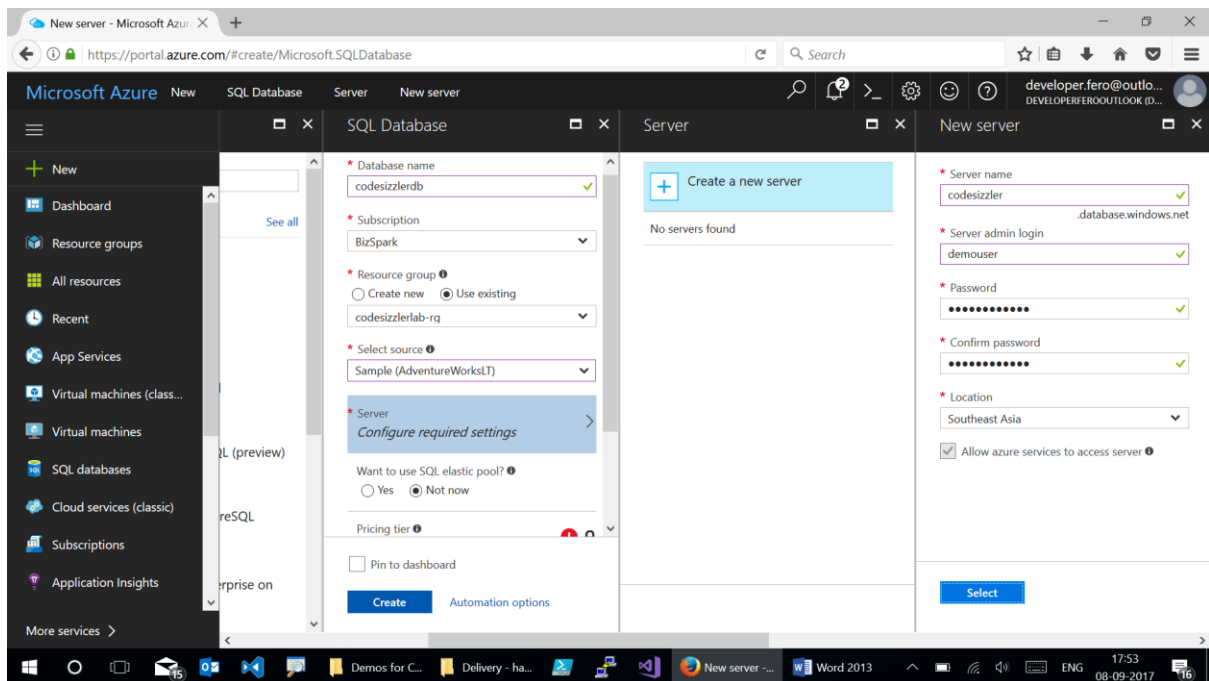 New server - Microsoft Azur
https://portal.azure.com/#create/Microsoft.SQLDatabase
Search
Microsoft Azure New SQL Database Server New server
2
developer.fero@outlo...
DEVELOPERFEROOUTLOOK (D...
New
Dashboard
Resource groups
All resources
Recent
App Services
Virtual machines (class...
Virtual machines
SQL databases
Cloud services (classic)
Subscriptions
Application Insights
More services
See all
(preview)
reSQL
erprise on
SQL Database
* Database name
codesizzlerdb
* Subscription
BizSpark
* Resource group
Create new Use existing
codesizzlerlab-rg
* Select source
Sample (AdventureWorksLT)
* Server
Configure required settings
Want to use SQL elastic pool?
Yes Not now
Pricing tier
Pin to dashboard
Create Automation options
Server
Create a new server
No servers found
New server
* Server name
codesizzler
.database.windows.net
* Server admin login
demouser
* Password
●●●●●●●●●●●●
* Confirm password
●●●●●●●●●●●●
* Location
Southeast Asia
Allow azure services to access server
Select
15
Demos for C...
Delivery - ha...
New server -...
Word 2013
ENG
17:53
08-09-2017
16